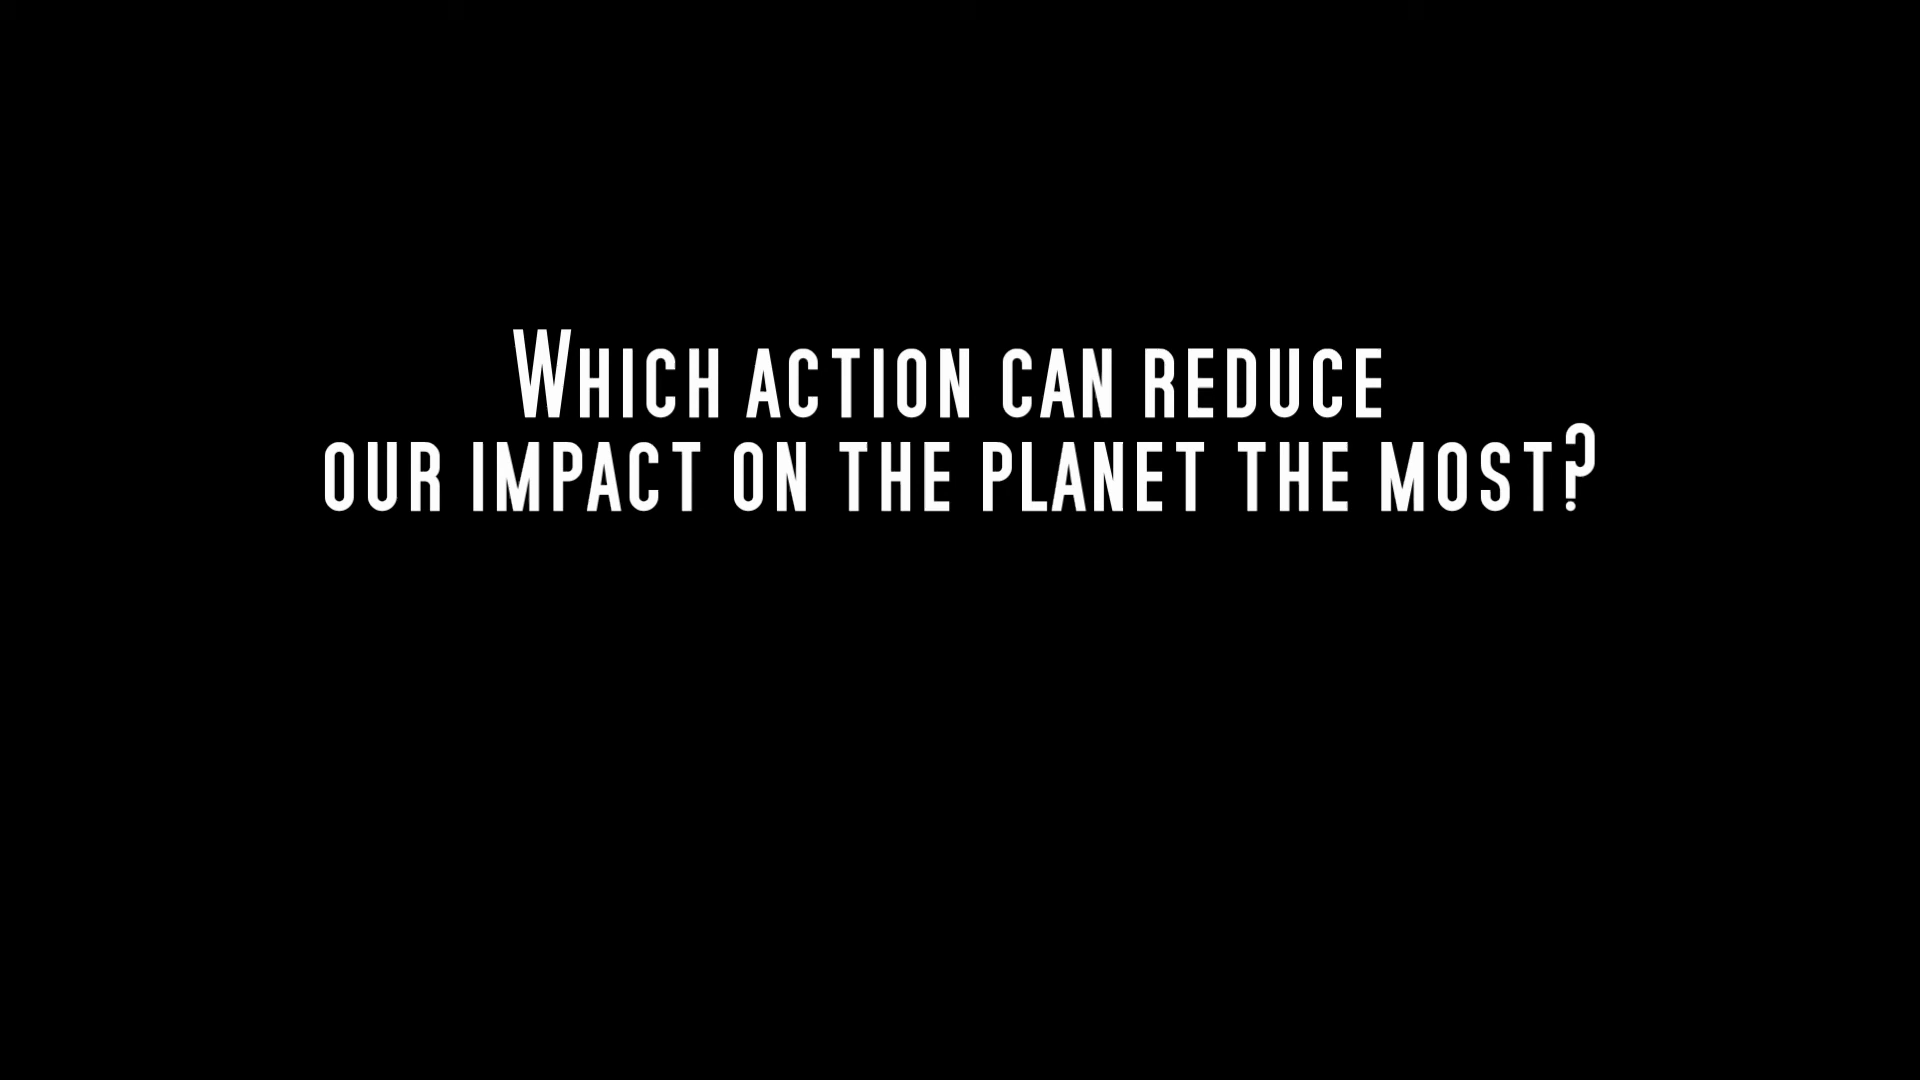 Which action can reduce
our impact on the planet the most?